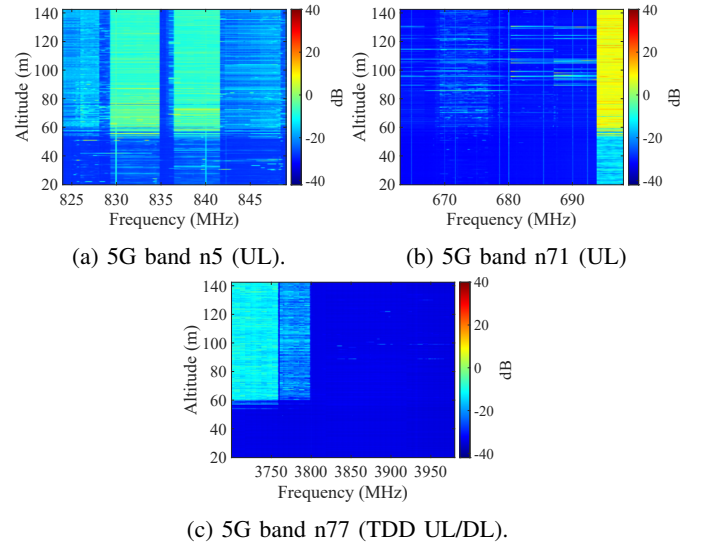 140
120
100
80
60
40
20
Altitude (m)
825 830 835 840 845
Frequency (MHz)
40
20
0
-20
-40
dB
(a) 5G band n5 (UL).
140
120
100
80
60
40
20
Altitude (m)
670 680 690
Frequency (MHz)
40
20
0
-20
-40
dB
(b) 5G band n71 (UL)
140
120
100
80
60
40
20
Altitude (m)
3750 3800 3850 3900 3950
Frequency (MHz)
40
20
0
-20
-40
dB
(c) 5G band n77 (TDD UL/DL).